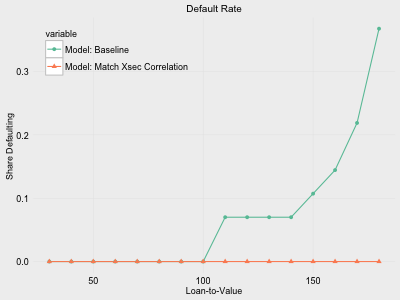 Default Rate
variable
Model: Baseline
Model: Match Xsec Correlation
Share Defaulting
0.3
0.2
0.1
0.0
50
100
150
Loan-to-Value